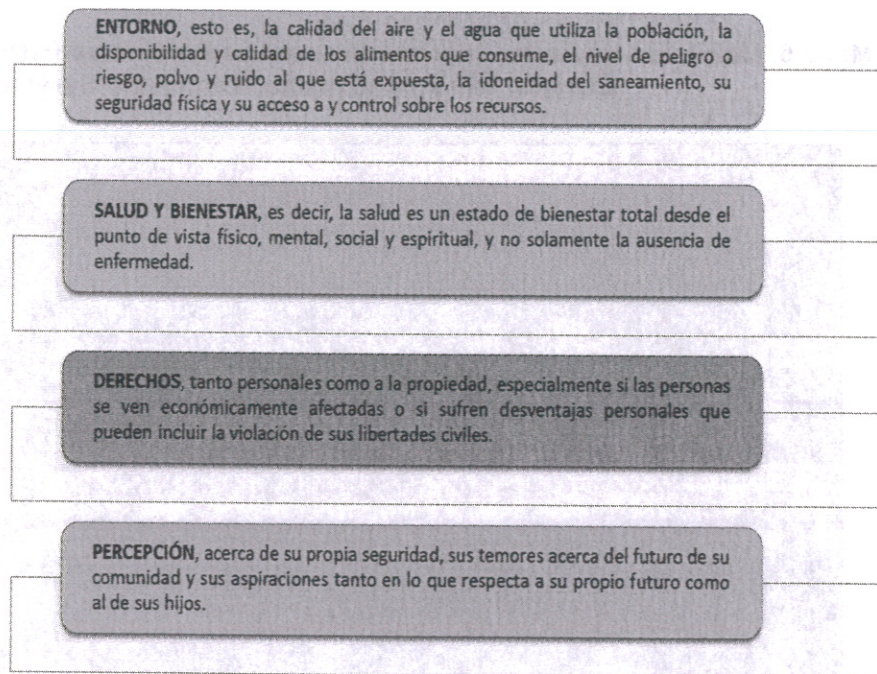 ENTORNO, esto es, la calidad del aire y el agua que utiliza la población, la
disponibilidad y calidad de los alimentos que consume, el nivel de peligro o
riesgo, polvo y ruido al que está expuesta, la idoneidad del saneamiento, su
seguridad física y su acceso a y control sobre los recursos.
SALUD Y BIENESTAR, es decir, la salud es un estado de bienestar total desde el
punto de vista físico, mental, social y espiritual, y no solamente la ausencia de
enfermedad.
DERECHOS, tanto personales como a la propiedad, especialmente si las personas
se ven económicamente afectadas o si sufren desventajas personales que
pueden incluir la violación de sus libertades civiles.
PERCEPCIÓN, acerca de su propia seguridad, sus temores acerca del futuro de su
comunidad y sus aspiraciones tanto en lo que respecta a su propio futuro como
al de sus hijos.